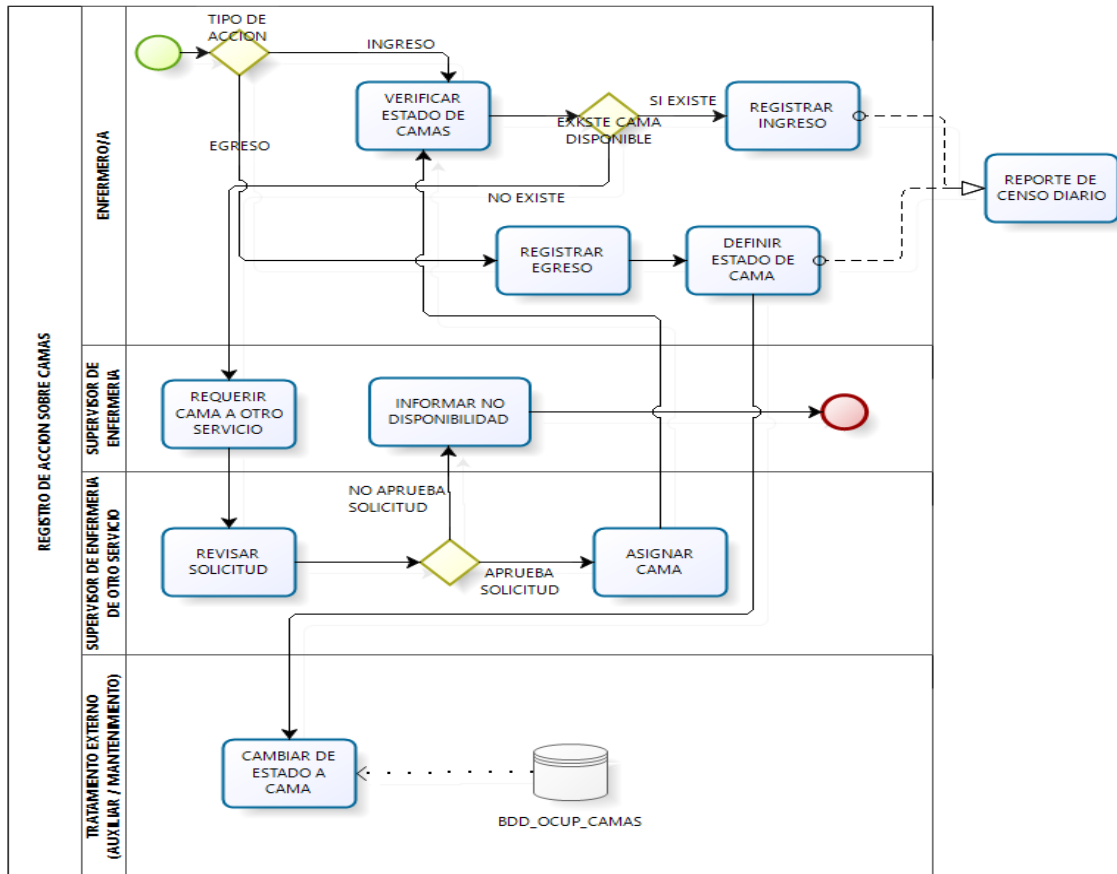 REGISTRO DE ACCION SOBRE CAMAS
ENFERMERO/A
TIPO DE
ACCION
INGRESO
EGRESO
VERIFICAR
ESTADO DE
CAMAS
EXKSTE CAMA
DISPONIBLE
SI EXISTE
NO EXISTE
REGISTRAR
INGRESO
REPORTE DE
CENSO DIARIO
REGISTRAR
EGRESO
DEFINIR
ESTADO DE
CAMA
SUPERVISOR DE
ENFERMERIA
REQUERIR
CAMA A OTRO
SERVICIO
INFORMAR NO
DISPONIBILIDAD
SUPERVISOR DE ENFERMERIA
DE OTRO SERVICIO
REVISAR
SOLICITUD
NO APRUEBA
SOLICITUD
APRUEBA
SOLICITUD
ASIGNAR
CAMA
TRATAMIENTO EXTERNO
(AUXILIAR / MANTENIMIENTO)
CAMBIAR DE
ESTADO A
CAMA
BDD_OCUP_CAMAS